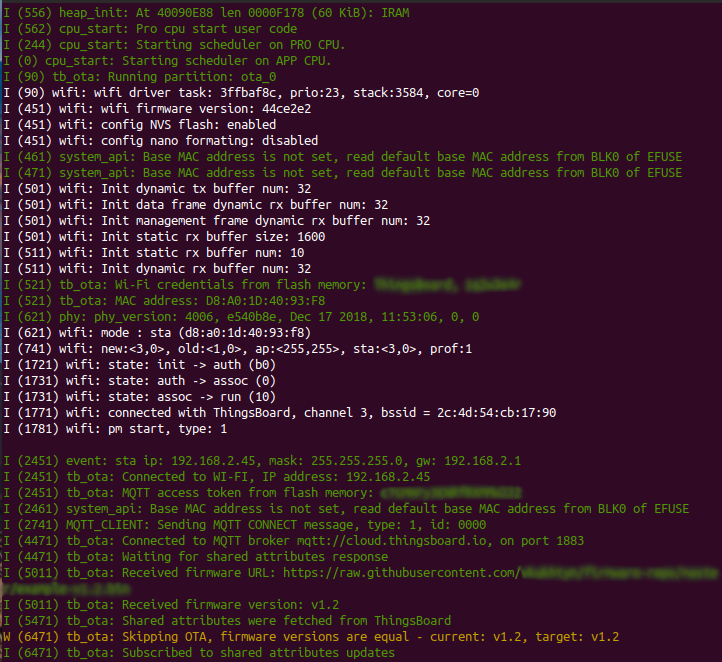 I (556) heap_init: At 40090E88 len 0000F178 (60 KiB): IRAM
I (562) cpu_start: Pro cpu start user code
I (244) cpu_start: Starting scheduler on PRO CPU.
I (0) cpu_start: Starting scheduler on APP CPU.
I (90) tb_ota: Running partition: ota_0
I (90) wifi: wifi driver task: 3ffbaf8c, prio:23, stack:3584, core=0
I (451) wifi: wifi firmware version: 44ce2e2
I (451) wifi: config NVS flash: enabled
I (451) wifi: config nano formating: disabled
I (461) system_api: Base MAC address is not set, read default base MAC address from BLK0 of EFUSE
I (471) system_api: Base MAC address is not set, read default base MAC address from BLK0 of EFUSE
I (501) wifi: Init dynamic tx buffer num: 32
I (501) wifi: Init data frame dynamic rx buffer num: 32
I (501) wifi: Init management frame dynamic rx buffer num: 32
I (501) wifi: Init static rx buffer size: 1600
I (511) wifi: Init static rx buffer num: 10
I (511) wifi: Init dynamic rx buffer num: 32
I (521) tb_ota: Wi-Fi credentials from flash memory:
I (521) tb_ota: MAC address: D8:A0:1D:40:93:F8
I (621) phy: phy_version: 4006, e540b8e, Dec 17 2018, 11:53:06, 0, 0
I (621) wifi: mode : sta (d8:a0:1d:40:93:f8)
I (741) wifi: new:<3,0>, old:<1,0>, ap:<255,255>, sta:<3,0>, prof:1
I (1721) wifi: state: init -> auth (b0)
I (1731) wifi: state: auth -> assoc (0)
I (1731) wifi: state: assoc -> run (10)
I (1771) wifi: connected with ThingsBoard, channel 3, bssid = 2c:4d:54:cb:17:90
I (1781) wifi: pm start, type: 1
I (2451) event: sta ip: 192.168.2.45, mask: 255.255.255.0, gw: 192.168.2.1
I (2451) tb_ota: Connected to WI-FI, IP address: 192.168.2.45
I (2451) tb_ota: MQTT access token from flash memory:
I (2461) system_api: Base MAC address is not set, read default base MAC address from BLK0 of EFUSE
I (2741) MQTT_CLIENT: Sending MQTT CONNECT message, type: 1, id: 0000
I (4471) tb_ota: Connected to MQTT broker mqtt://cloud.thingsboard.io, on port 1883
I (4471) tb_ota: Waiting for shared attributes response
I (5011) tb_ota: Received firmware URL: https://raw.githubusercontent.com/
I (5011) tb_ota: Received firmware version: v1.2
I (5471) tb_ota: Shared attributes were fetched from ThingsBoard
W (6471) tb_ota: Skipping OTA, firmware versions are equal - current: v1.2, target: v1.2
I (6471) tb_ota: Subscribed to shared attributes updates